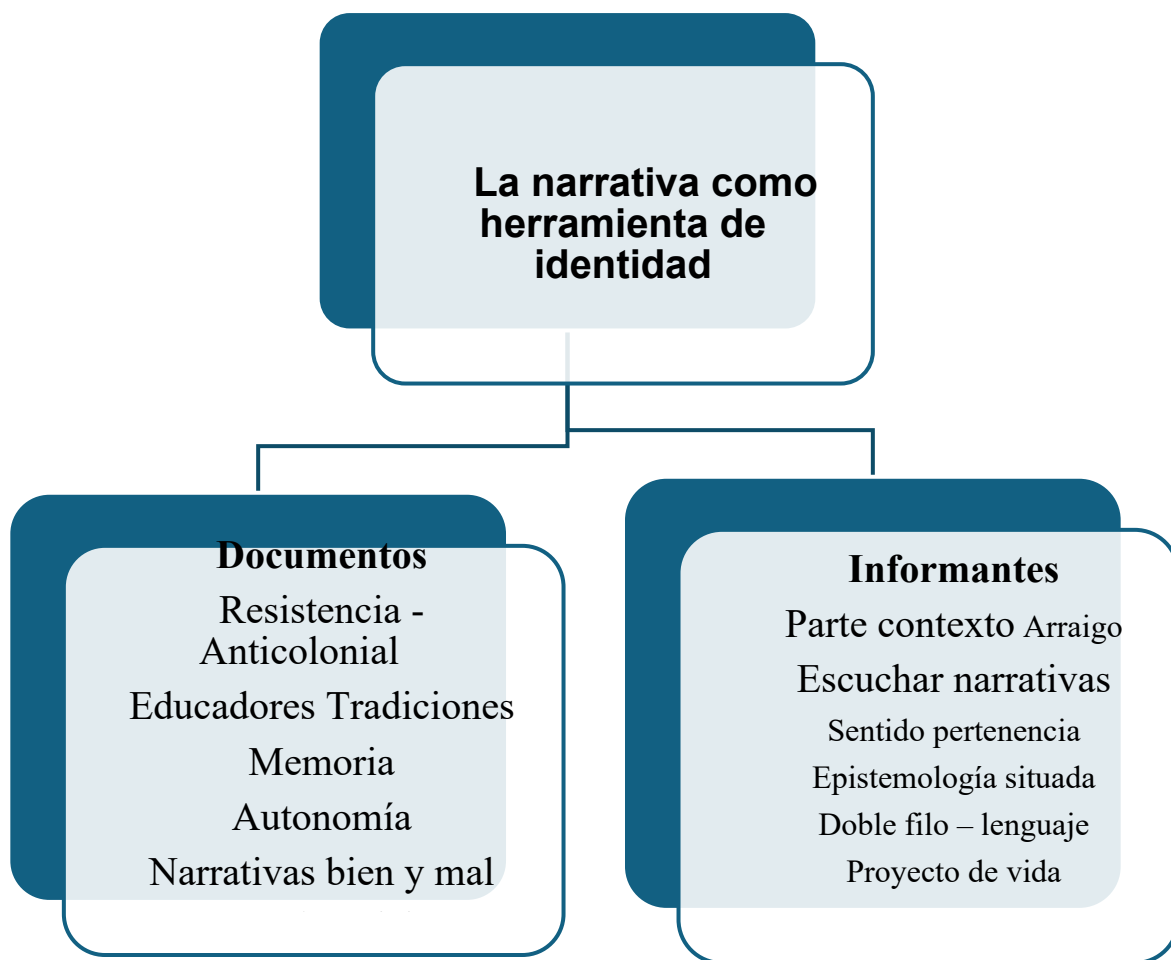 La narrativa como
herramienta de
identidad
Documentos
Resistencia -
Anticolonial
Educadores Tradiciones
Memoria
Autonomía
Narrativas bien y mal
Informantes
Parte contexto Arraigo
Escuchar narrativas
Sentido pertenencia
Epistemología situada
Doble filo – lenguaje
Proyecto de vida